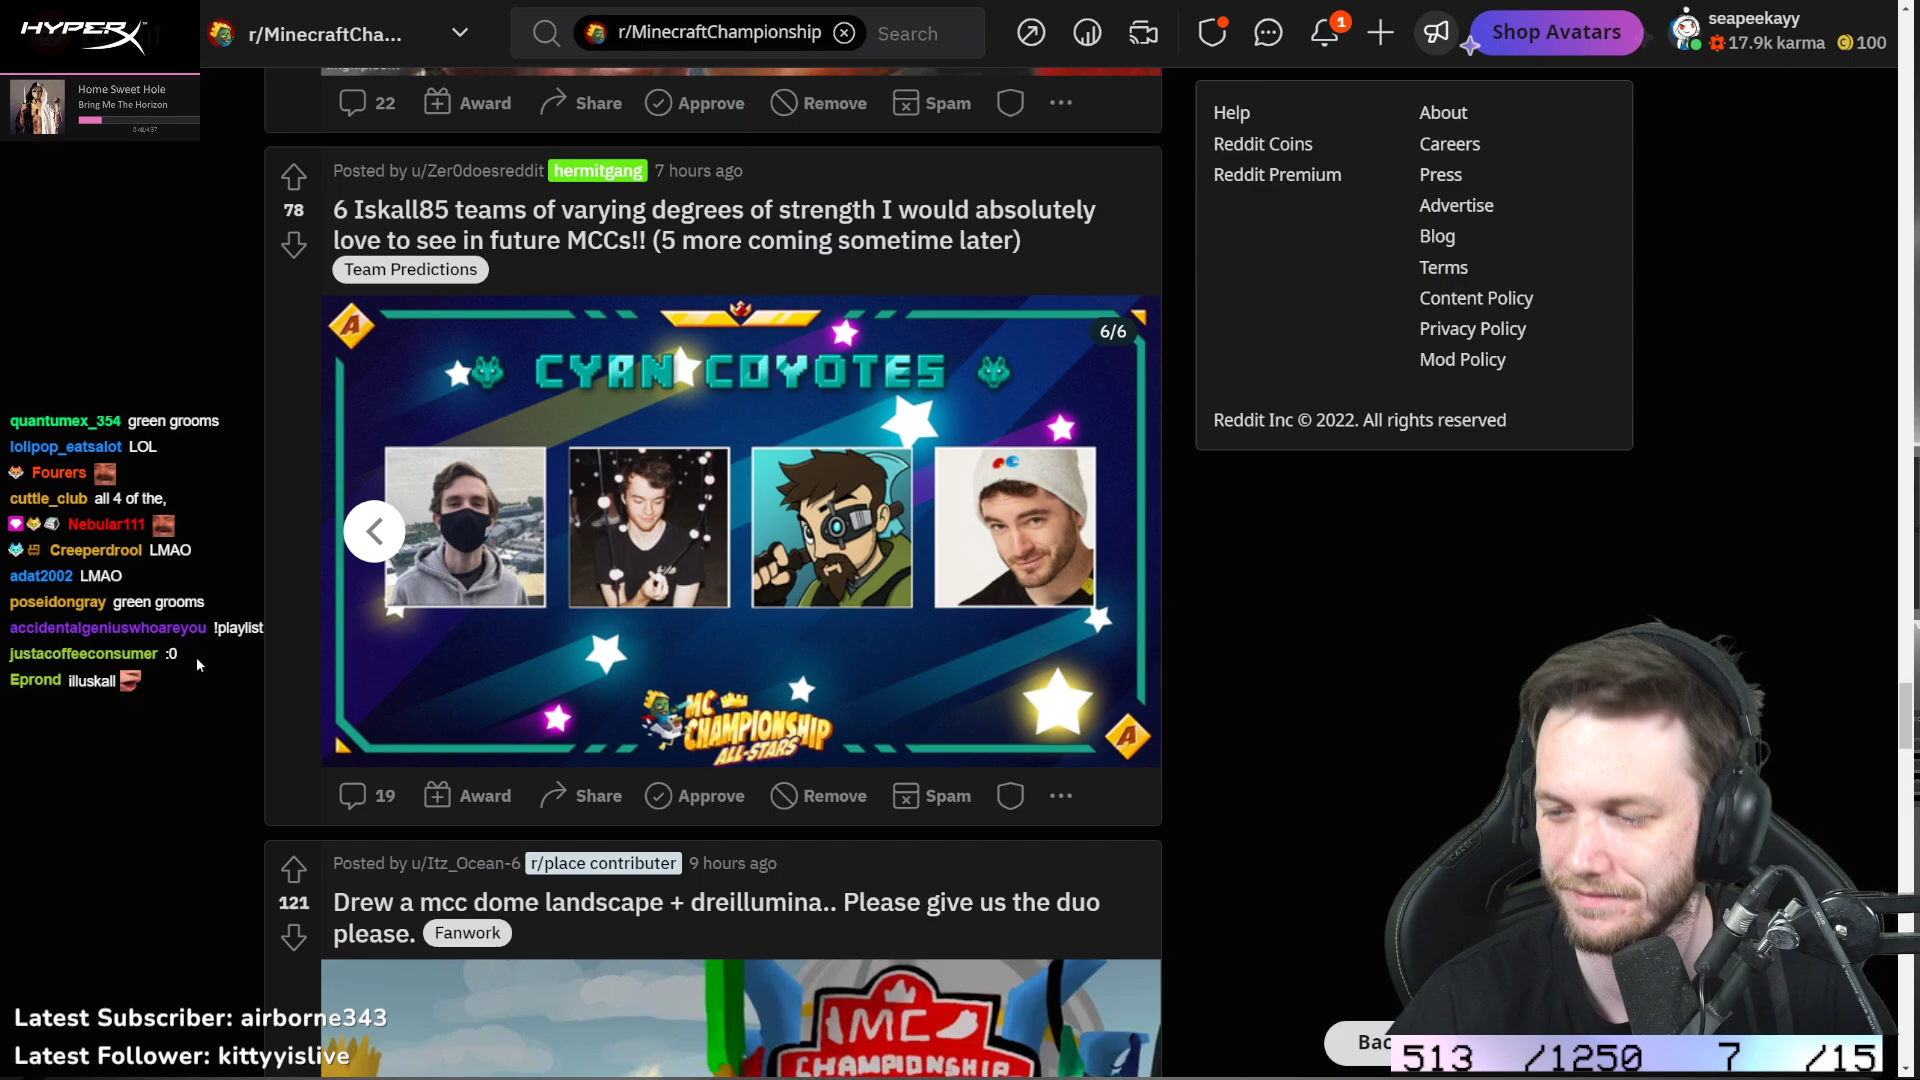 HYPERX
r/MinecraftCha...
r/MinecraftChampionship
Search
1
Shop Avatars
seapeekayy
17.9k karma
100
Home Sweet Hole
Bring Me The Horizon
22
Award
Share
Approve
Remove
Spam
Help
About
Reddit Coins
Careers
Reddit Premium
Press
Advertise
Blog
Terms
Content Policy
Privacy Policy
Mod Policy
Reddit Inc © 2022. All rights reserved
Posted by u/Zer0doesreddit hermitgang 7 hours ago
78
6 Iskall85 teams of varying degrees of strength I would absolutely
love to see in future MCCs!! (5 more coming sometime later)
Team Predictions
A
6/6
CYAN COYOTES
MC
CHAMPIONSHIP
ALL-STARS
A
quantumex_354 green grooms
lolipop_eatsalot LOL
Fourers
cuttle_club all 4 of the,
Nebular111
Creeperdrool LMAO
adat2002 LMAO
poseidongray green grooms
accidentalgeniuswhoareyou !playlist
justacoffeeconsumer :0
Eprond illuskall
19
Award
Share
Approve
Remove
Spam
Posted by u/Itz_Ocean-6 r/place contributer 9 hours ago
121
Drew a mcc dome landscape + dreillumina.. Please give us the duo
please. Fanwork
MC
CHAMPIONSHIP
Latest Subscriber: airborne343
Latest Follower: kittyyislive
513 /1250 7 /15